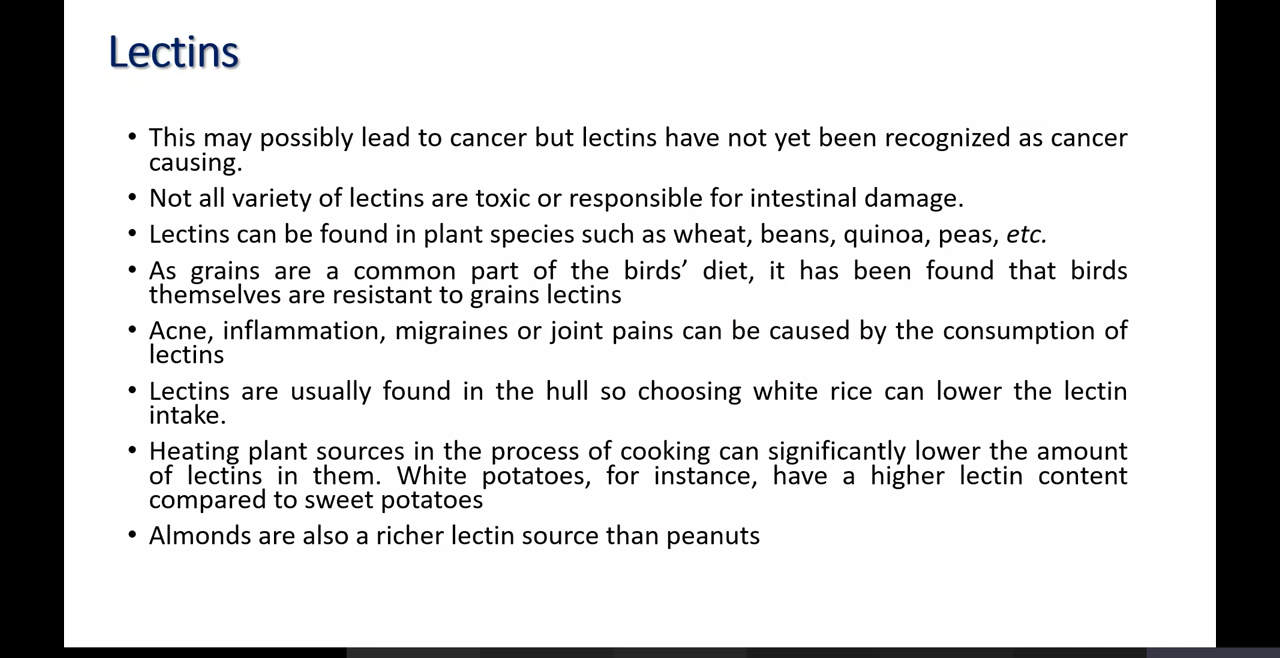 Lectins
• This may possibly lead to cancer but lectins have not yet been recognized as cancer
causing.
• Not all variety of lectins are toxic or responsible for intestinal damage.
• Lectins can be found in plant species such as wheat, beans, quinoa, peas, etc.
• As grains are a common part of the birds’ diet, it has been found that birds
themselves are resistant to grains lectins
• Acne, inflammation, migraines or joint pains can be caused by the consumption of
lectins
• Lectins are usually found in the hull so choosing white rice can lower the lectin
intake.
• Heating plant sources in the process of cooking can significantly lower the amount
of lectins in them. White potatoes, for instance, have a higher lectin content
compared to sweet potatoes
• Almonds are also a richer lectin source than peanuts